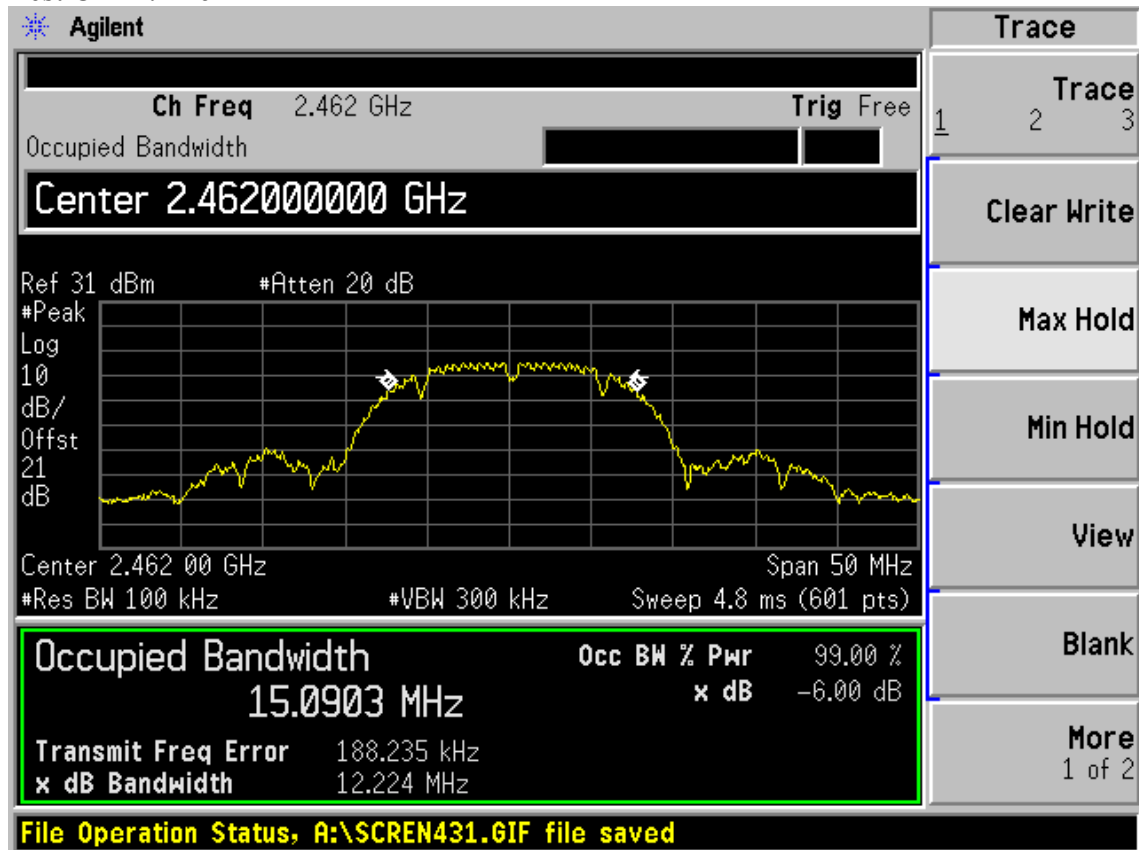 Agilent
Trace
Ch Freq 2.462 GHz
Trig Free
Occupied Bandwidth
Center 2.462000000 GHz
Ref 31 dBm #Atten 20 dB
#Peak
Log
10
dB/
Offst
21
dB
Center 2.462 00 GHz Span 50 MHz
#Res BW 100 kHz #VBW 300 kHz Sweep 4.8 ms (601 pts)
Occupied Bandwidth
15.0903 MHz
Occ BW % Pwr 99.00 %
x dB -6.00 dB
Transmit Freq Error 188.235 kHz
x dB Bandwidth 12.224 MHz
File Operation Status, A:\SCREN431.GIF file saved
Trace
1 2 3
Clear Write
Max Hold
Min Hold
View
Blank
More
1 of 2